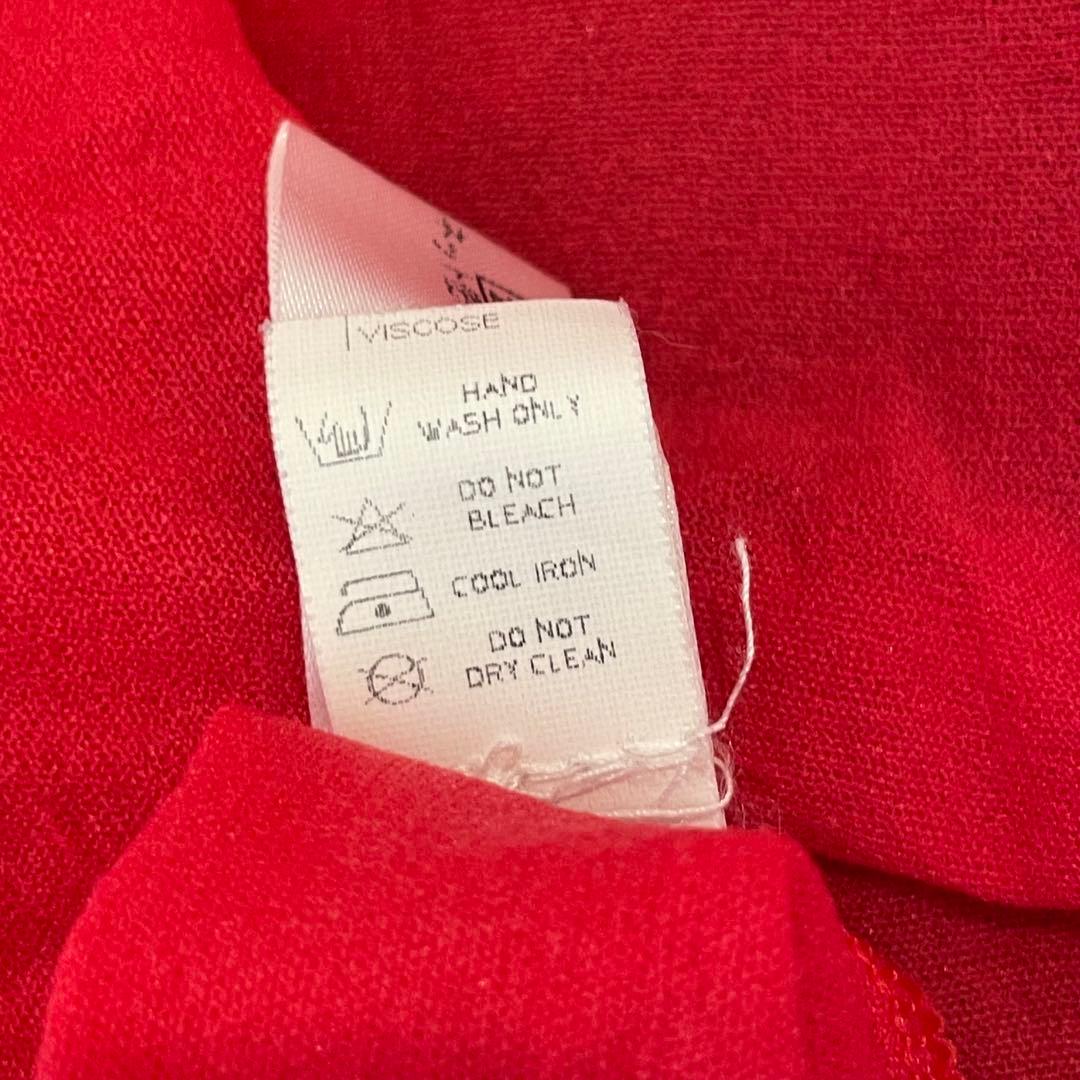 VISCOSE
HAND
WASH ONLY
DO NOT
BLEACH
COOL IRON
DO NOT
DRY CLEAN